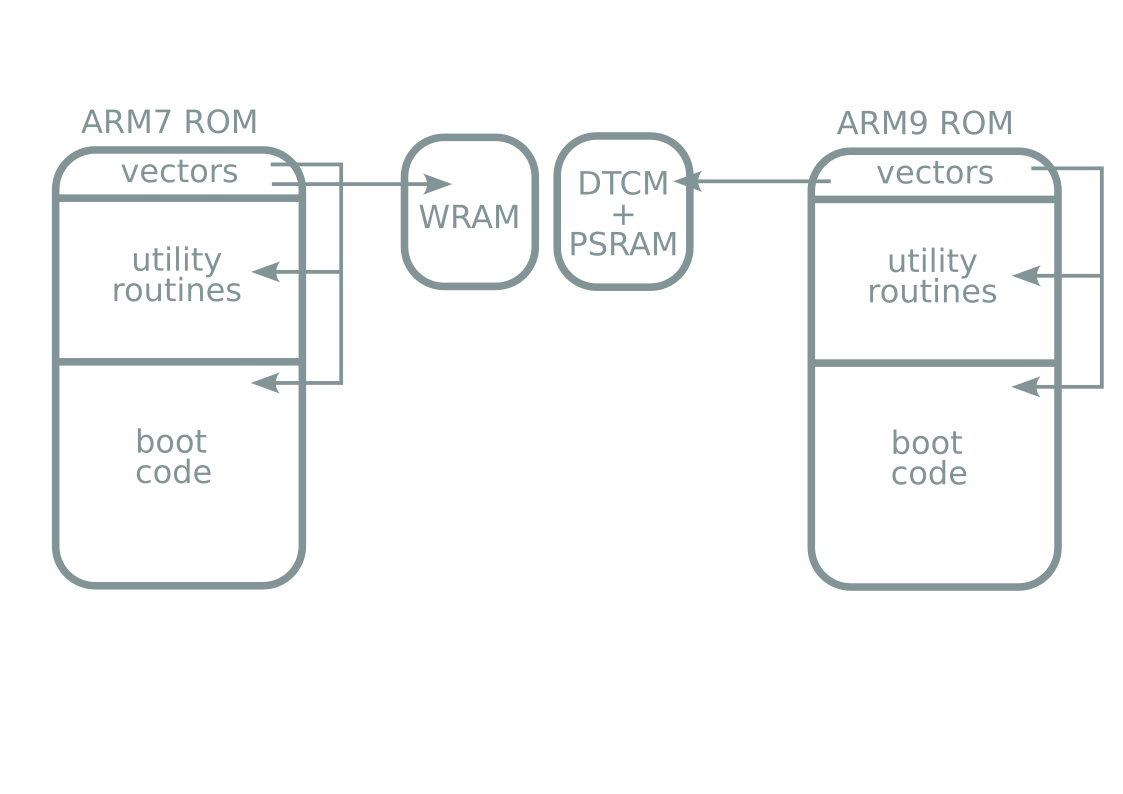 ARM7 ROM
vectors
utility
routines
boot
code
WRAM
DTCM
+
PSRAM
ARM9 ROM
vectors
utility
routines
boot
code